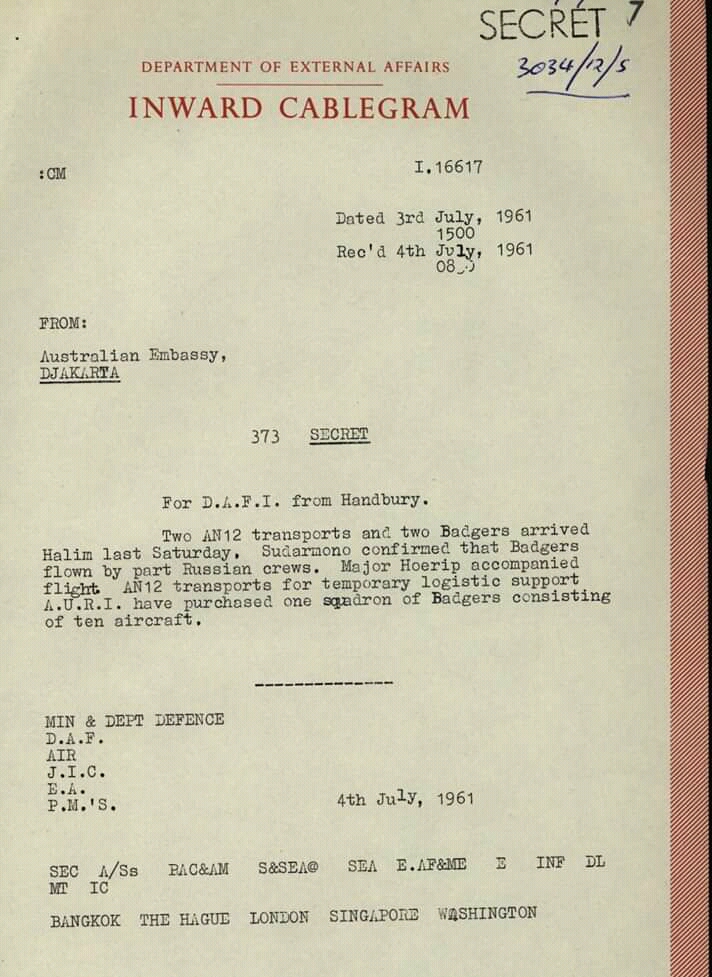 SECRET 7
3034/12/5
DEPARTMENT OF EXTERNAL AFFAIRS
INWARD CABLEGRAM
:CM
I.16617
Dated 3rd July, 1961
1500
Rec'd 4th July, 1961
FROM:
Australian Embassy,
DJAKARTA
373 SECRET
For D.A.F.I. from Handbury.
Two AN12 transports and two Badgers arrived
Halim last Saturday. Sudarmono confirmed that Badgers
flown by part Russian crews. Major Hoerip accompanied
flight AN12 transports for temporary logistic support
A.U.R.I. have purchased one squadron of Badgers consisting
of ten aircraft.
---------------
MIN & DEPT DEFENCE
D.A.F.
AIR
J.I.C.
E.A.
P.M.'S.
4th July, 1961
SEC A/Ss PAC&AM S&SEA@ SEA E.AF&ME E INF DL
MT IC
BANGKOK THE HAGUE LONDON SINGAPORE WASHINGTON